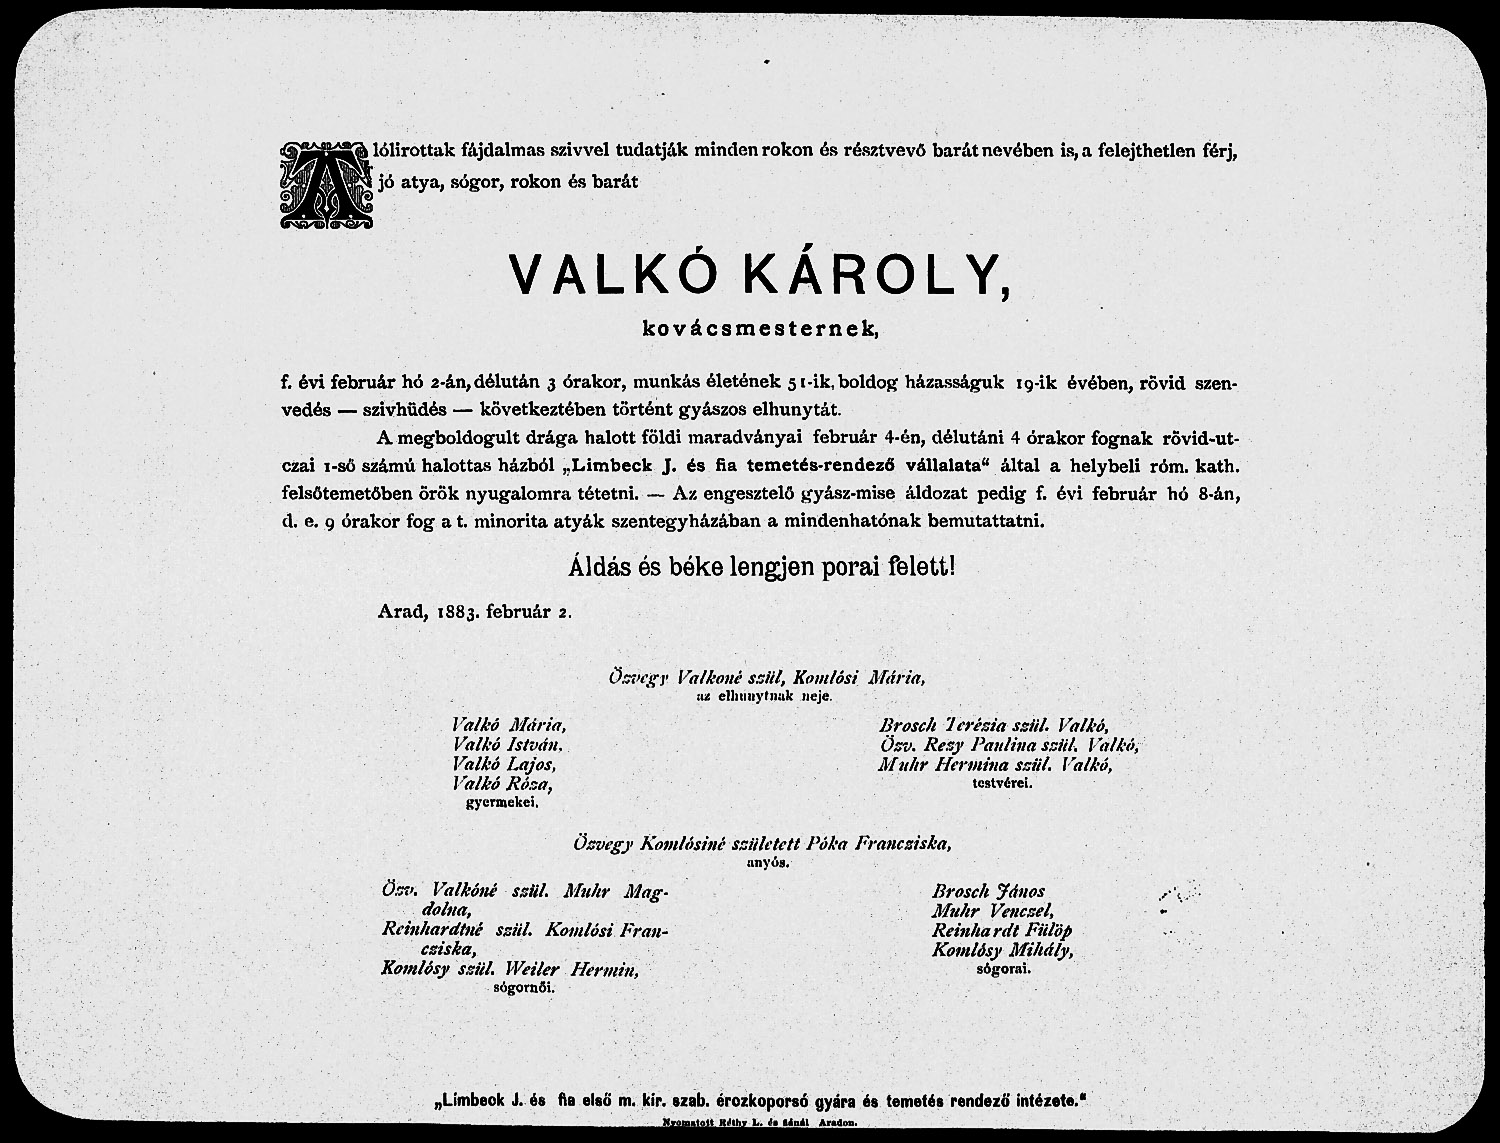 Alólirottak fájdalmas szivvel tudatják minden rokon és résztvevő barát nevében is, a felejthetlen férj,
jó atya, sógor, rokon és barát
VALKÓ KÁROLY,
kovácsmesternek,
f. évi február hó 2-án, délután 3 órakor, munkás életének 51-ik, boldog házasságuk 19-ik évében, rövid szen-
vedés — szivhüdés — következtében történt gyászos elhunytát.
A megboldogult drága halott földi maradványai február 4-én, délutáni 4 órakor fognak rövid-ut-
czai 1-ső számú halottas házból „Limbeck J. és fia temetés-rendező vállalata“ által a helybeli róm. kath.
felsőtemetőben örök nyugalomra tétetni. — Az engesztelő gyász-mise áldozat pedig f. évi február hó 8-án,
d. e. 9 órakor fog a t. minorita atyák szentegyházában a mindenhatónak bemutattatni.
Áldás és béke lengjen porai felett!
Arad, 1883. február 2.
Özvegy Valkoné szül, Komlósi Mária,
az elhunytnak neje.
Valkó Mária,
Valkó István,
Valkó Lajos,
Valkó Róza,
gyermekei.
Brosch Terézia szül. Valkó,
Özv. Resy Paulina szül. Valkó,
Muhr Hermina szül. Valkó,
testvérei.
Özvegy Komlósiné született Póka Francziska,
anyós.
Özv. Valkóné szül. Muhr Mag-
dolna,
Reinhardtné szül. Komlósi Fran-
cziska,
Komlósy szül. Weiler Hermin,
sógornői.
Brosch János
Muhr Venczel,
Reinhardt Fülöp
Komlósy Mihály,
sógorai.
„Limbeck J. és fia első m. kir. szab. érczkoporsó gyára és temetés rendező intézete.“
Nyomatott Réthy L. és Aradon.